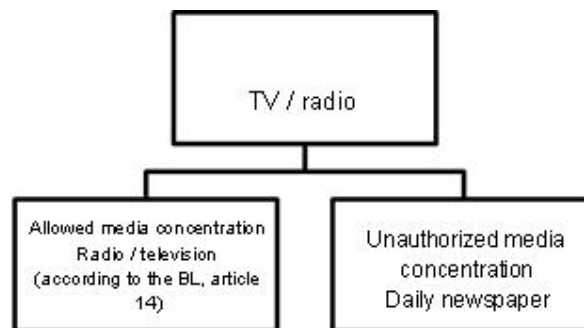 TV / radio
Allowed media concentration
Radio / television
(according to the BL, article
14)
Unauthorized media
concentration
Daily newspaper